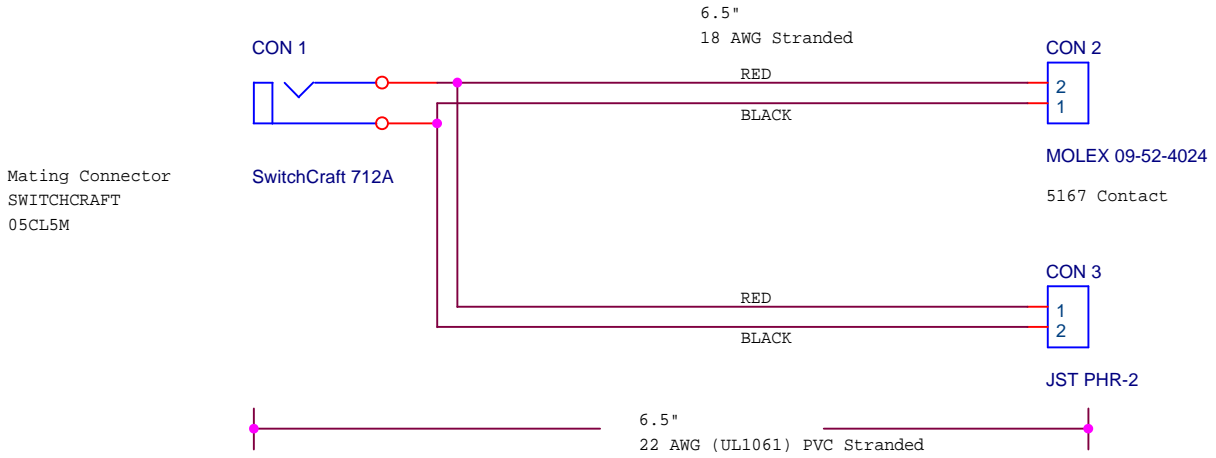 6.5"
18 AWG Stranded
CON 1
CON 2
RED
2
1
BLACK
MOLEX 09-52-4024
Mating Connector
SWITCHCRAFT
05CL5M
SwitchCraft 712A
5167 Contact
CON 3
RED
1
2
BLACK
JST PHR-2
6.5"
22 AWG (UL1061) PVC Stranded